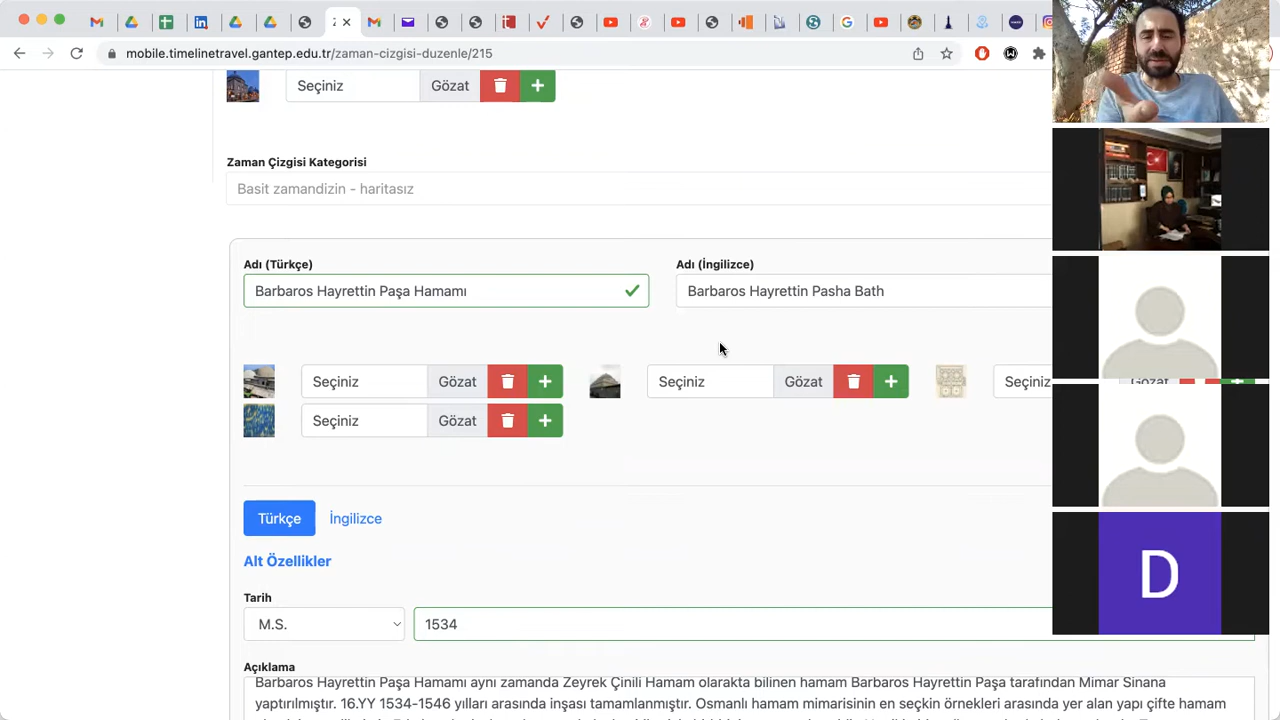 mobile.timelinetravel.gantep.edu.tr/zaman-cizgisi-duzenle/215
Seçiniz Gözat
Zaman Çizgisi Kategorisi
Basit zamandizin - haritasız
Adı (Türkçe) Adı (İngilizce)
Barbaros Hayrettin Paşa Hamamı Barbaros Hayrettin Pasha Bath
Seçiniz Gözat Seçiniz Gözat Seçiniz Gözat
Seçiniz Gözat
Türkçe İngilizce
Alt Özellikler
Tarih
M.S. 1534
Açıklama
Barbaros Hayrettin Paşa Hamamı aynı zamanda Zeyrek Çinili Hamam olarakta bilinen hamam Barbaros Hayrettin Paşa tarafından Mimar Sinana
yaptırılmıştır. 16.YY 1534-1546 yılları arasında inşası tamamlanmıştır. Osmanlı hamam mimarisinin en seçkin örnekleri arasında yer alan yapı çifte hamam
D